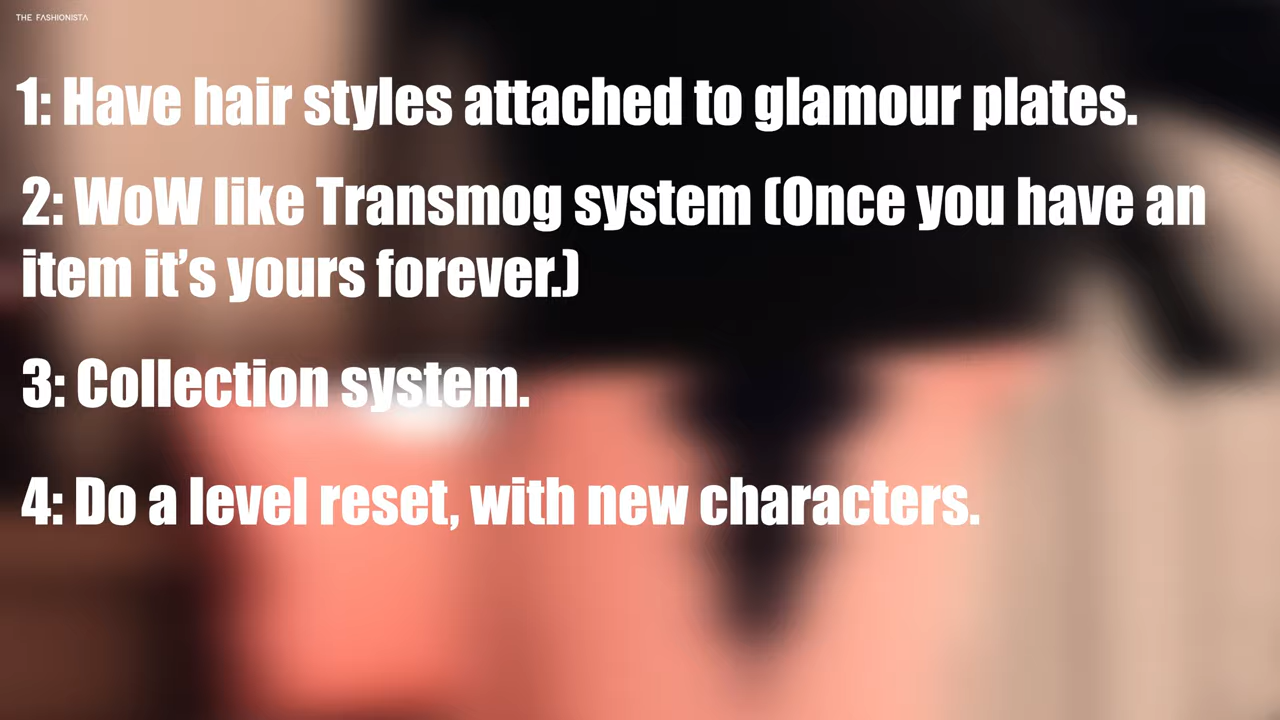 THE FASHIONISTA
1: Have hair styles attached to glamour plates.
2: WoW like Transmog system (Once you have an
item it’s yours forever.)
3: Collection system.
4: Do a level reset, with new characters.